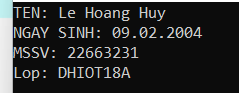 TEN: Le Hoang Huy
NGAY SINH: 09.02.2004
MSSV: 22663231
Lop: DHIOT18A